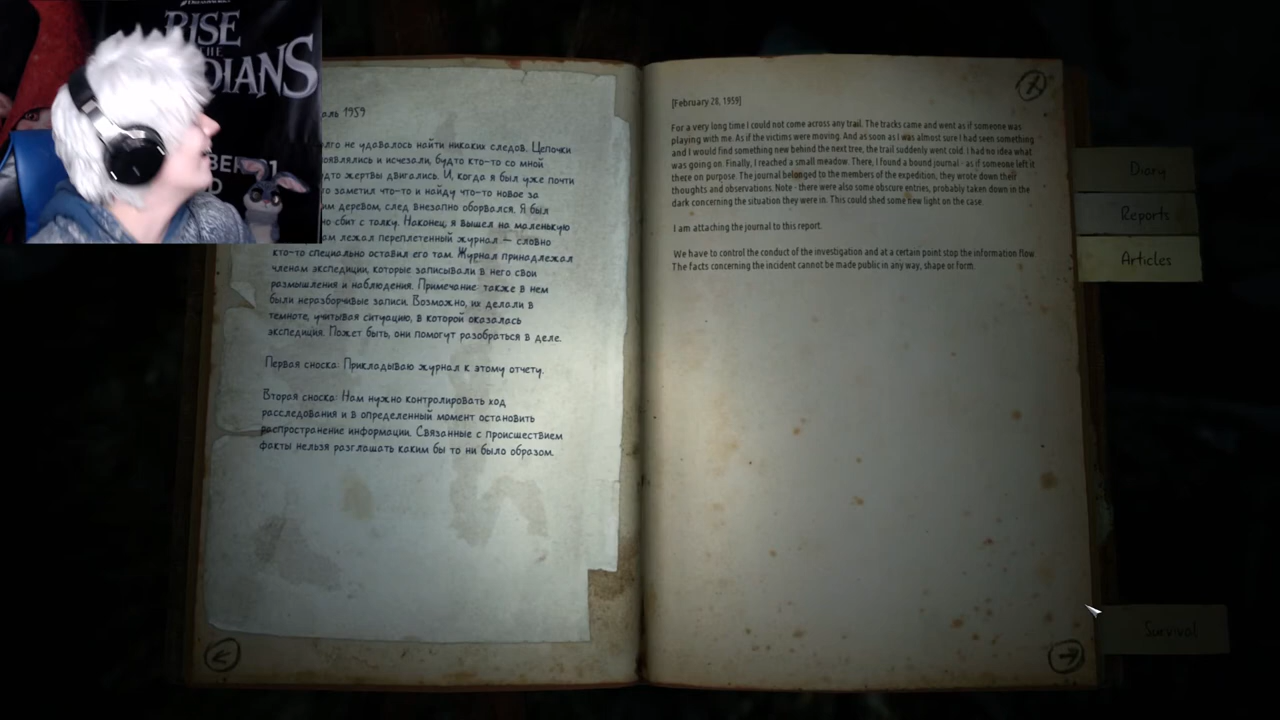 RISE
THE
DIANS
аль 1959
лго не удавалось найти никаких следов. Цепочки
оявлялись и исчезали, будто кто-то со мной
дто жертвы двигались. И, когда я был уже почти
то заметил что-то и найду что-то новое за
им деревом, след внезапно оборвался. Я был
но сбит с толку. Наконец, я вышел на маленькую
ам лежал переплетенный журнал — словно
кто-то специально оставил его там. Журнал принадлежал
членам экспедиции, которые записывали в него свои
размышления и наблюдения. Примечание: также в нем
были неразборчивые записи. Возможно, их делали в
темноте, учитывая ситуацию, в которой оказалась
экспедиция. Может быть, они помогут разобраться в деле.
Первая сноска: Прикладываю журнал к этому отчету.
Вторая сноска: Нам нужно контролировать ход
расследования и в определенный момент остановить
распространение информации. Связанные с происшествием
факты нельзя разглашать каким бы то ни было образом.
[February 28, 1959]
For a very long time I could not come across any trail. The tracks came and went as if someone was
playing with me. As if the victims were moving. And as soon as I was almost sure I had seen something
and I would find something new behind the next tree, the trail suddenly went cold. I had no idea what
was going on. Finally, I reached a small meadow. There, I found a bound journal - as if someone left it
there on purpose. The journal belonged to the members of the expedition, they wrote down their
thoughts and observations. Note - there were also some obscure entries, probably taken down in the
dark concerning the situation they were in. This could shed some new light on the case.
I am attaching the journal to this report.
We have to control the conduct of the investigation and at a certain point stop the information flow.
The facts concerning the incident cannot be made public in any way, shape or form.
Diary
Reports
Articles
Survival